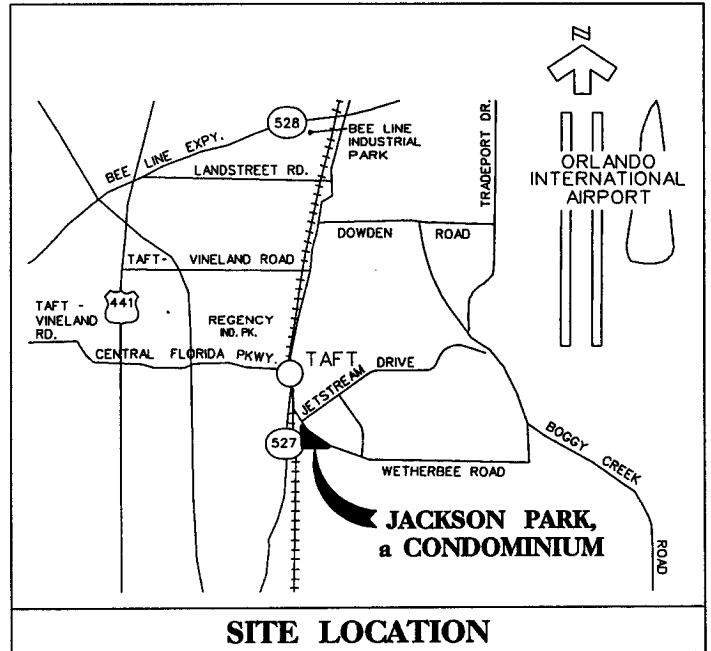 N
528
BEE LINE EXPY.
BEE LINE
INDUSTRIAL
PARK
LANDSTREET RD.
TRADEPORT DR.
ORLANDO
INTERNATIONAL
AIRPORT
DOWDEN ROAD
TAFT- VINELAND ROAD
441
TAFT -
VINELAND
RD.
REGENCY
IND. PK.
CENTRAL FLORIDA PKWY.
TAFT
JETSTREAM DRIVE
527
WETHERBEE ROAD
BOGGY CREEK ROAD
JACKSON PARK,
a CONDOMINIUM
SITE LOCATION